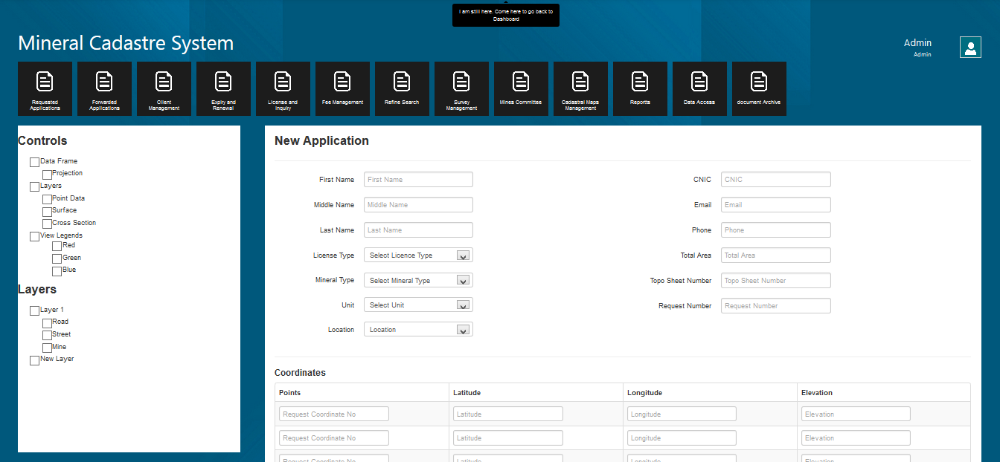 I am still here. Come here to go back to
Dashboard
Mineral Cadastre System
Admin
Admin
Requested
Applications
Forwarded
Applications
Client
Management
Expiry and
Renewal
License and
Inquiry
Fee Management
Refine Search
Survey
Management
Mines Committee
Cadastral Maps
Management
Reportts
Data Access
document Archive
Controls
Data Frame
Projection
Layers
Point Data
Surface
Cross Section
View Legends
Red
Green
Blue
Layers
Layer 1
Road
Street
Mine
New Layer
New Application
First Name First Name CNIC CNIC
Middle Name Middle Name Email Email
Last Name Last Name Phone Phone
License Type Select Licence Type Total Area Total Area
Mineral Type Select Mineral Type Topo Sheet Number Topo Sheet Number
Unit Select Unit Request Number Request Number
Location Location
Coordinates
Points Latitude Longitude Elevation
Request Coordinate No Latitude Longitude Elevation
Request Coordinate No Latitude Longitude Elevation
Request Coordinate No Latitude Longitude Elevation